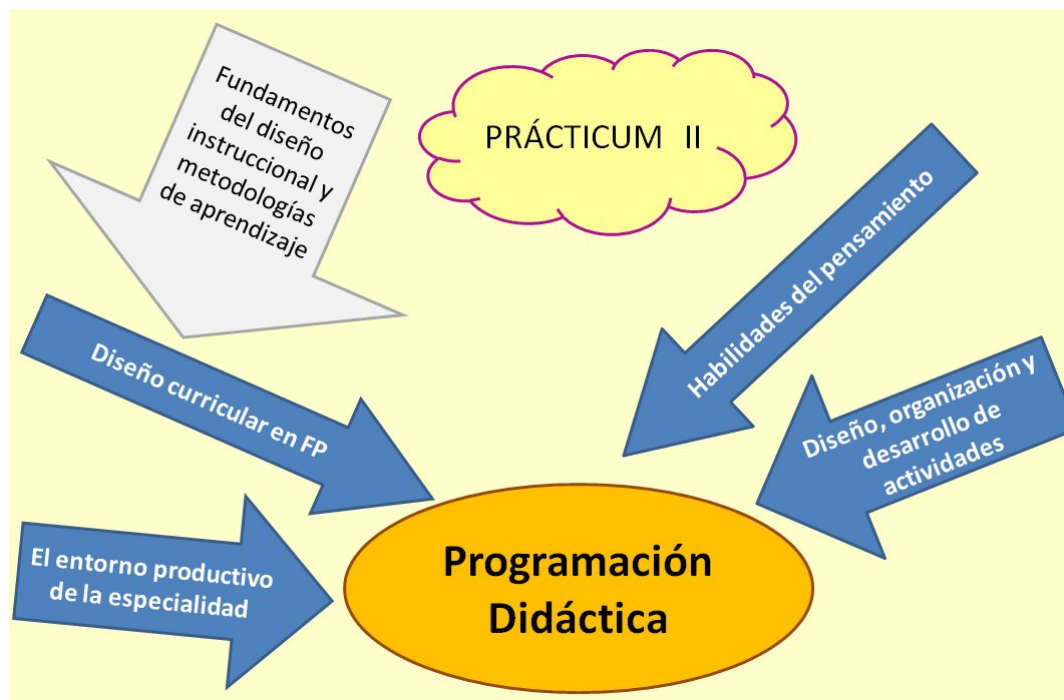 Fundamentos
del diseño
instruccional y
metodologías
de aprendizaje
PRÁCTICUM II
Habilidades del pensamiento
Diseño curricular en FP
Diseño, organización y
desarrollo de
actividades
El entorno productivo
de la especialidad
Programación
Didáctica